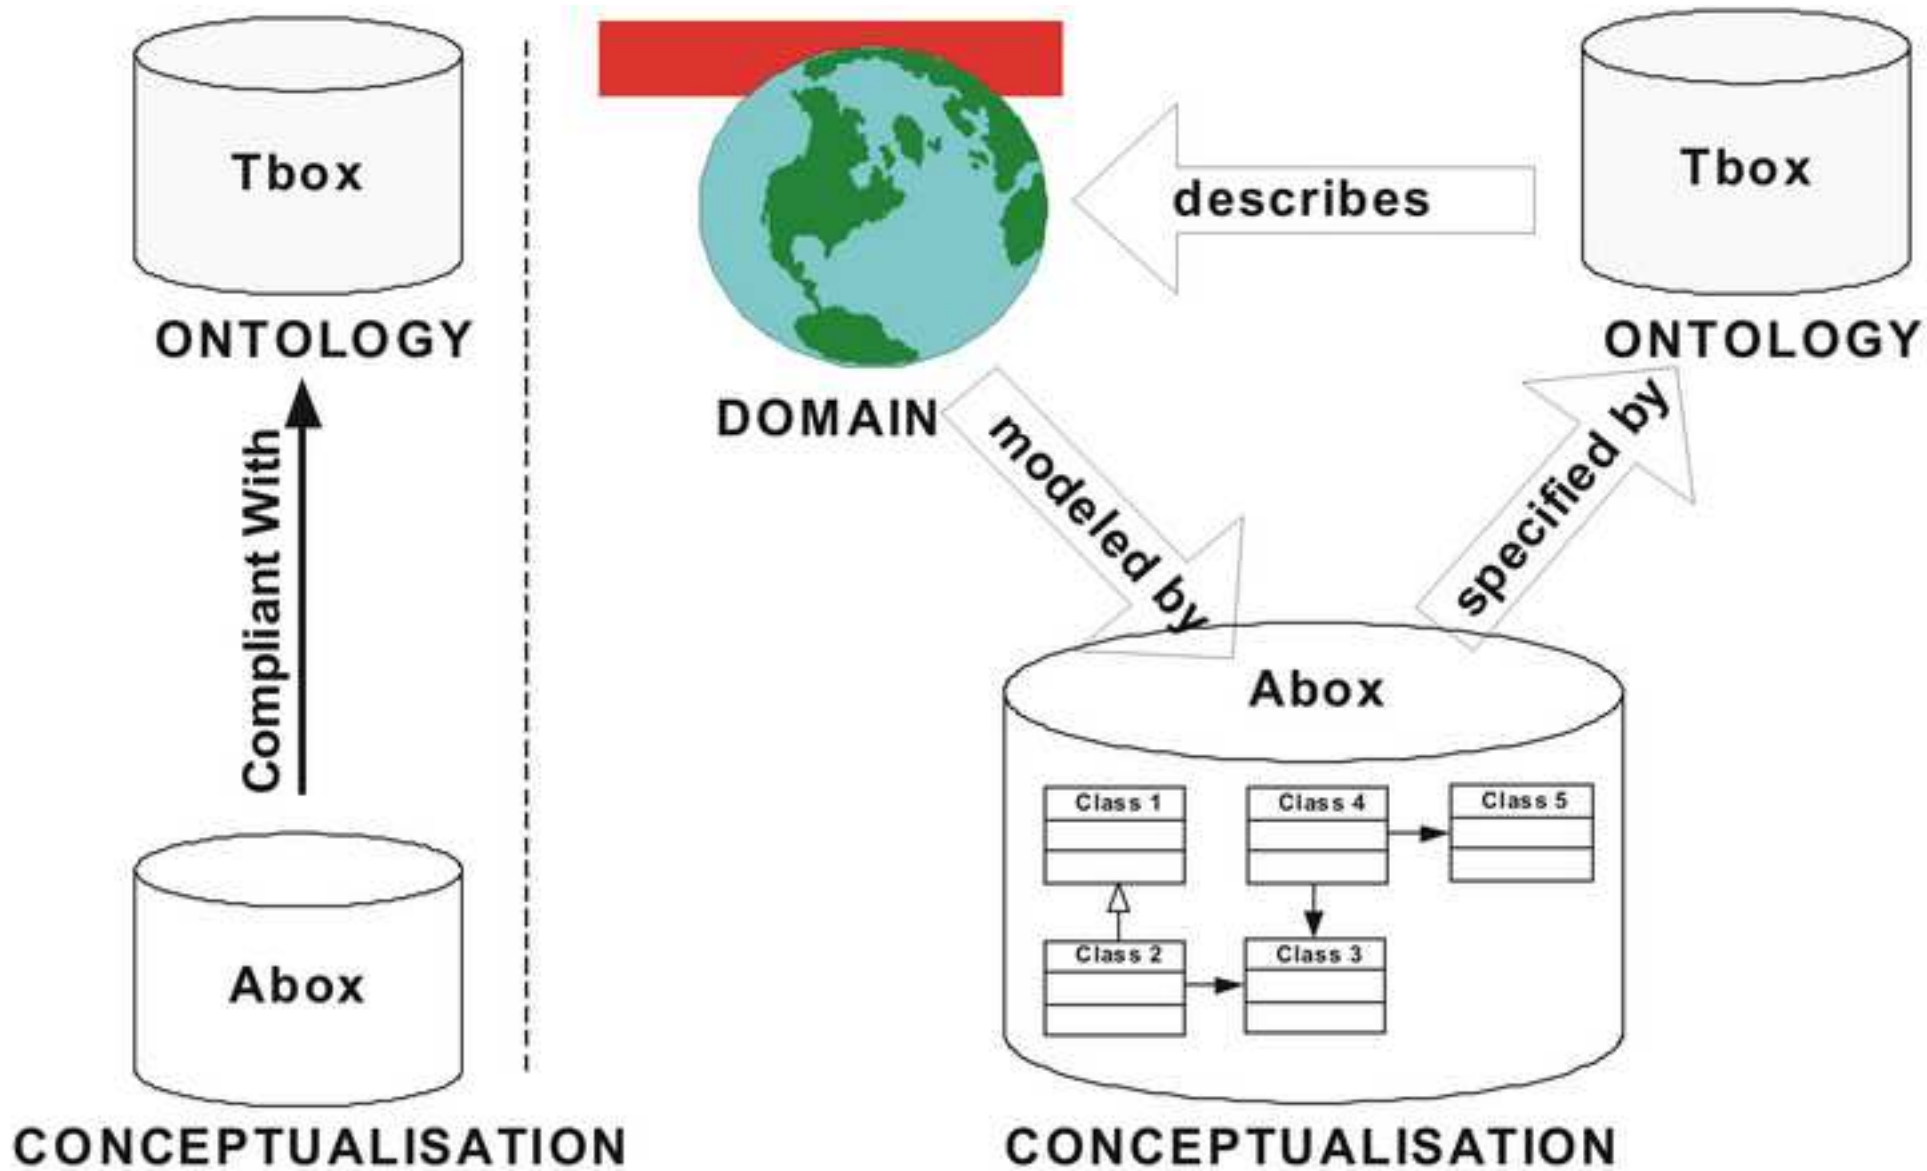 Tbox
ONTOLOGY
Compliant With
Abox
CONCEPTUALISATION
DOMAIN
describes
Tbox
ONTOLOGY
modeled by
specified by
Abox
Class 1
Class 4
Class 5
Class 2
Class 3
CONCEPTUALISATION